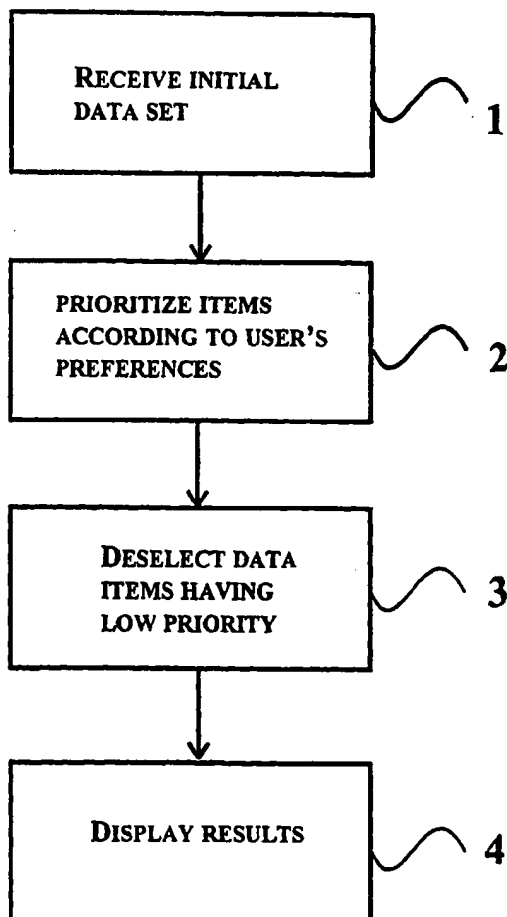 RECEIVE INITIAL
DATA SET
1
PRIORITIZE ITEMS
ACCORDING TO USER'S
PREFERENCES
2
DESELECT DATA
ITEMS HAVING
LOW PRIORITY
3
DISPLAY RESULTS
4